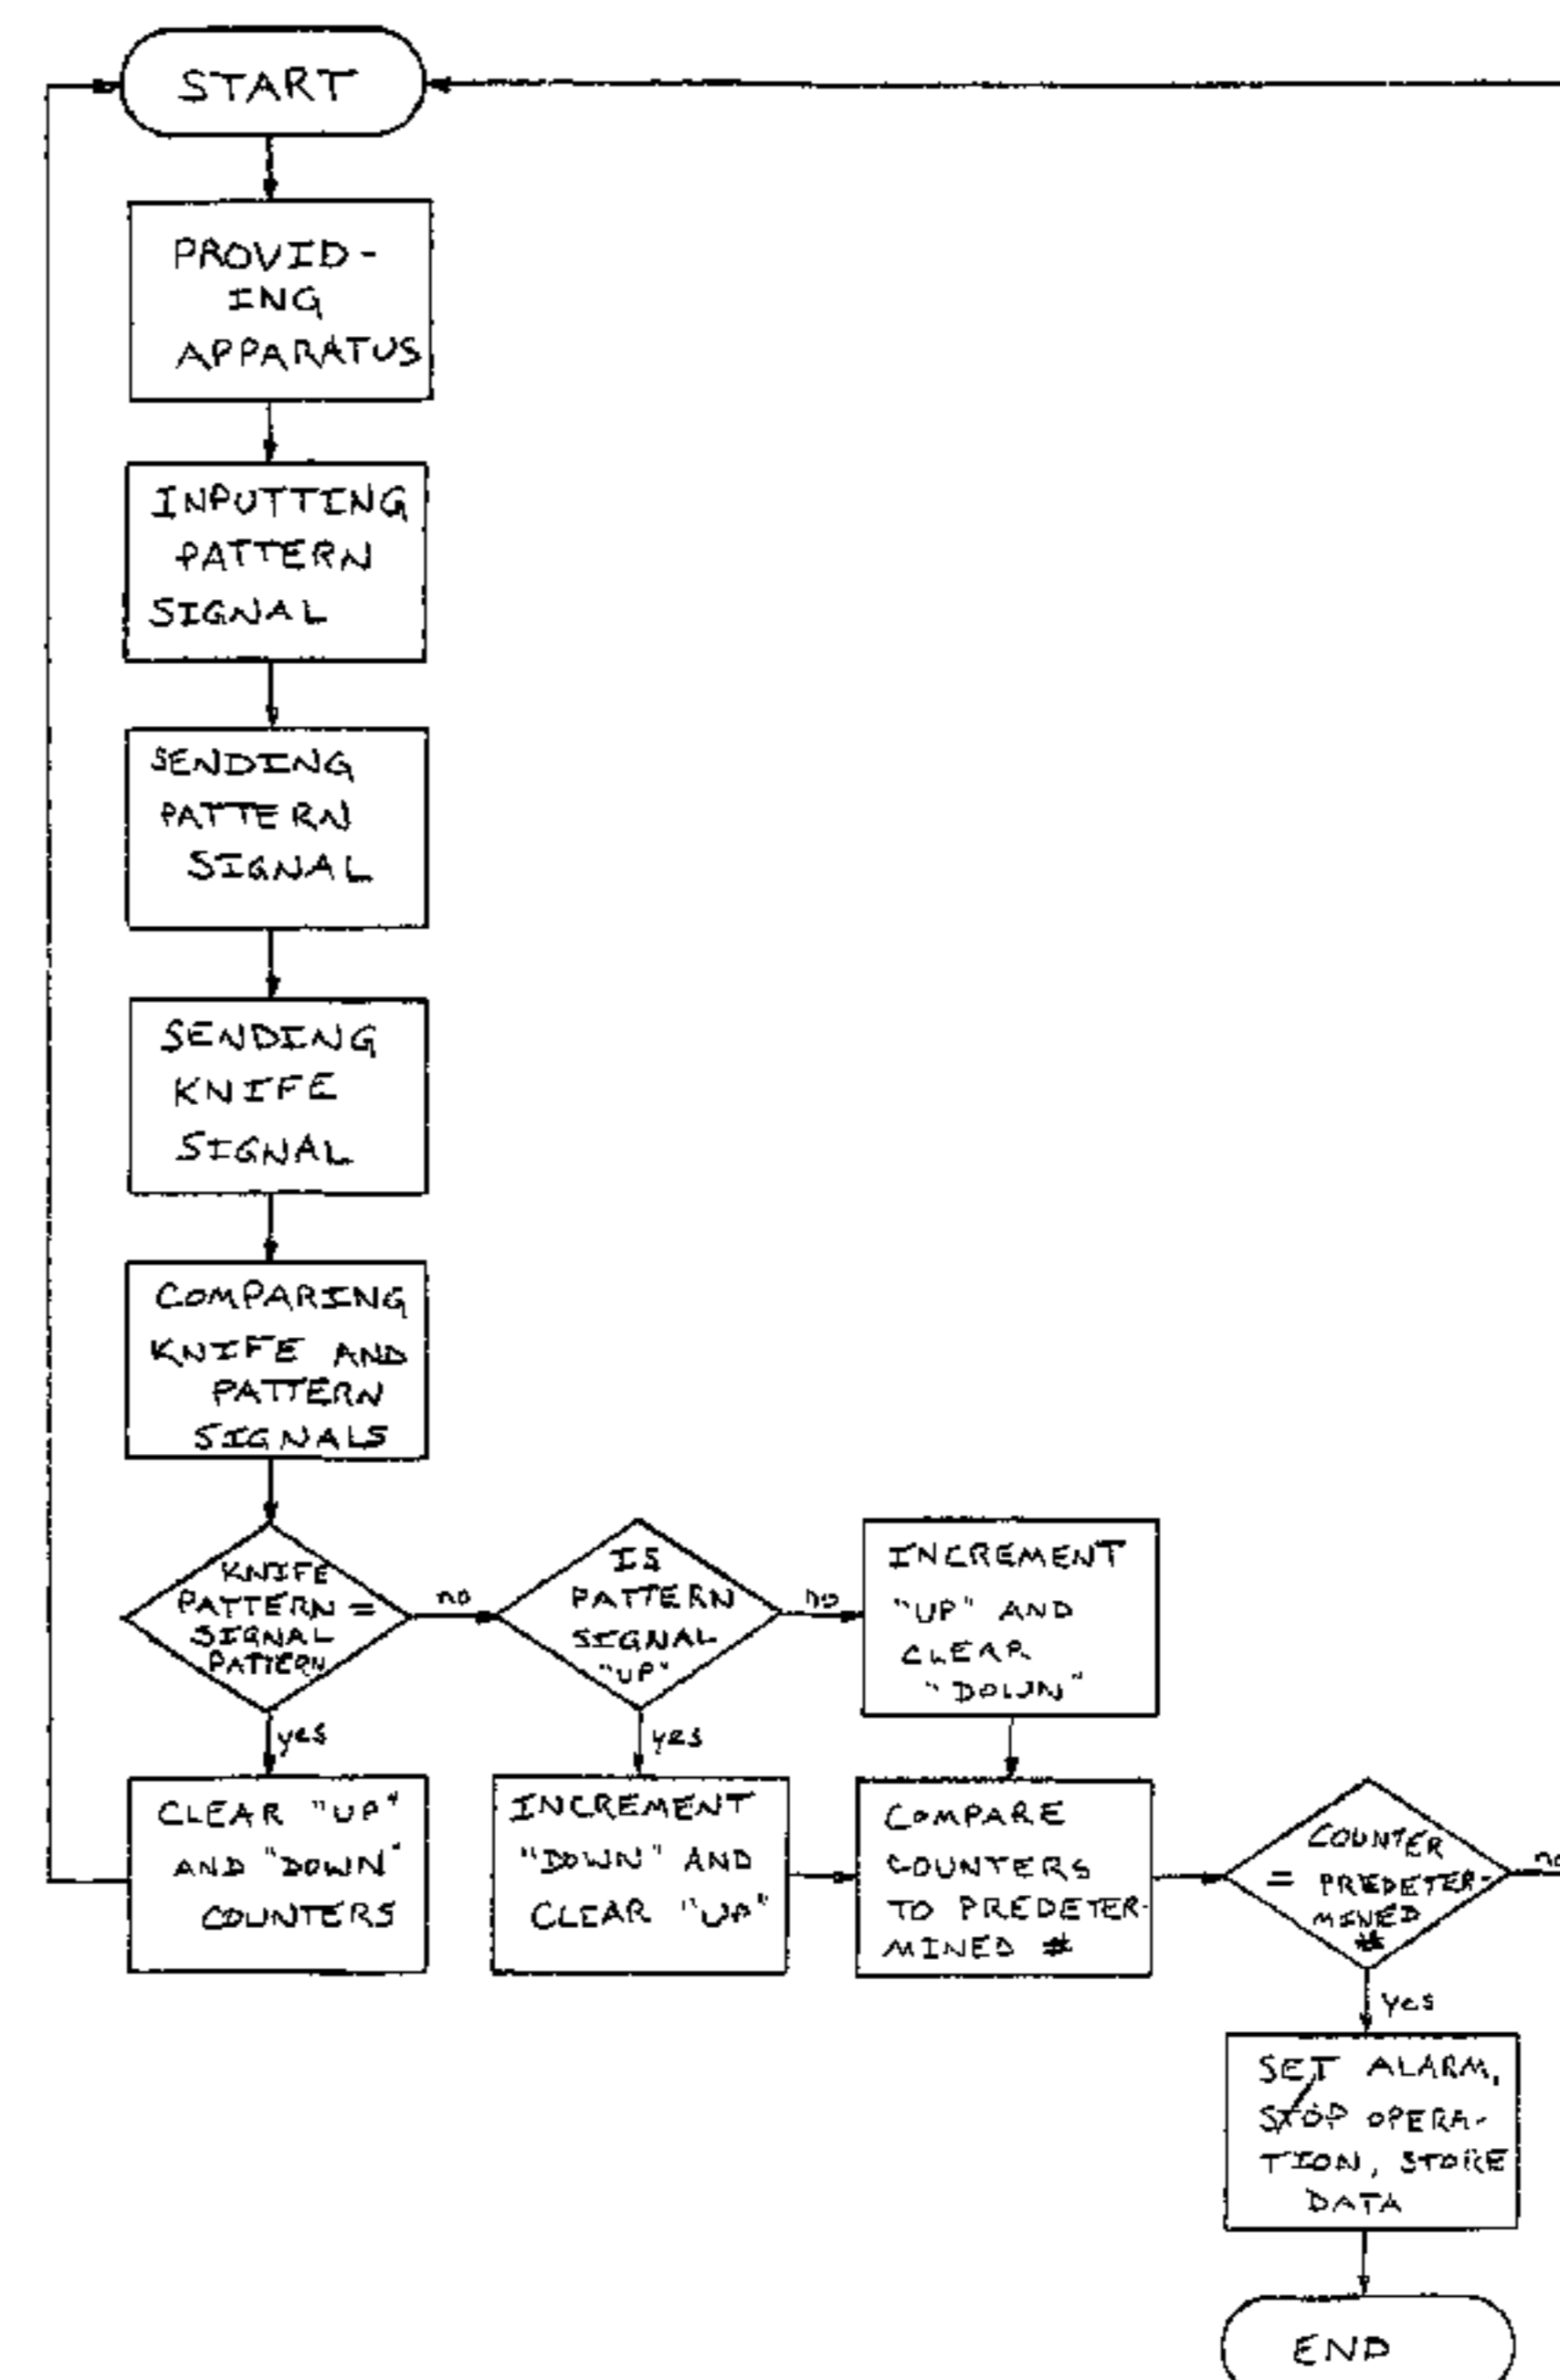 START
PROVID-
ING
APPARATUS
INPUTTING
PATTERN
SIGNAL
SENDING
PATTERN
SIGNAL
SENDING
KNIFE
SIGNAL
COMPARING
KNIFE AND
PATTERN
SIGNALS
KNIFE
PATTERN =
SIGNAL
PATTERN
no
yes
IS
PATTERN
SIGNAL
"UP"
no
yes
INCREMENT
"UP" AND
CLEAR
"DOWN"
CLEAR "UP"
AND "DOWN"
COUNTERS
INCREMENT
"DOWN" AND
CLEAR "UP"
COMPARE
COUNTERS
TO PREDETER-
MINED #
COUNTER
= PREDETER-
MINED
#
no
yes
SET ALARM,
STOP OPERA-
TION, STORE
DATA
END